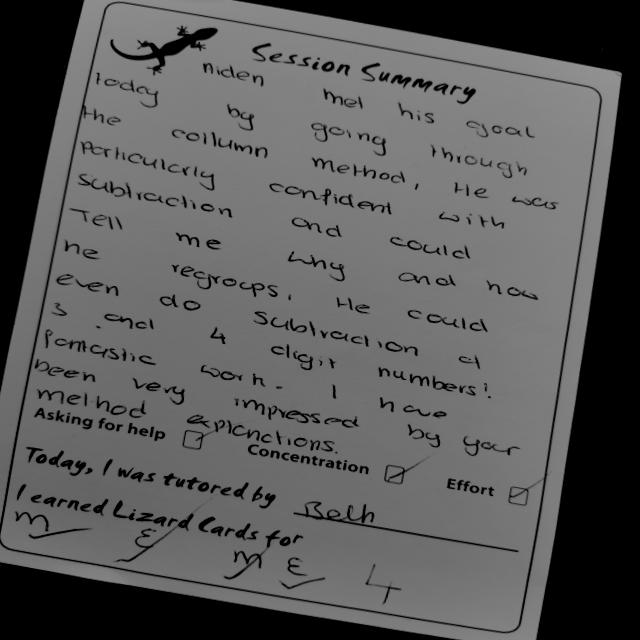 Session Summary
Niden met his goal
today by going through
the collumn method, He was
particularly confident with
subtraction and could
Tell me why and how
he regroups. He could
even do subtraction of
3 and 4 digit numbers!
Fantastic work. I have
been very impressed by your
method explanations.
Asking for help Concentration Effort
Today, I was tutored by Beth
I earned Lizard Cards for
M E M E 4